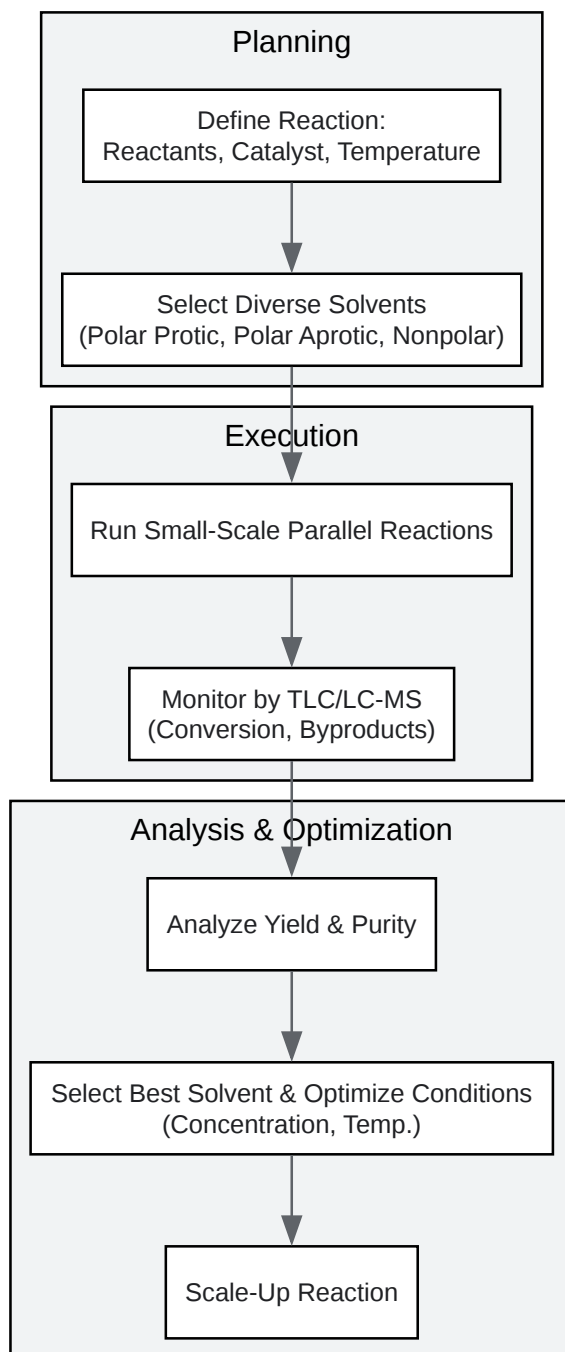 Planning
Define Reaction:
Reactants, Catalyst, Temperature
Select Diverse Solvents
(Polar Protic, Polar Aprotic, Nonpolar)
Execution
Run Small-Scale Parallel Reactions
Monitor by TLC/LC-MS
(Conversion, Byproducts)
Analysis & Optimization
Analyze Yield & Purity
Select Best Solvent & Optimize Conditions
(Concentration, Temp.)
Scale-Up Reaction